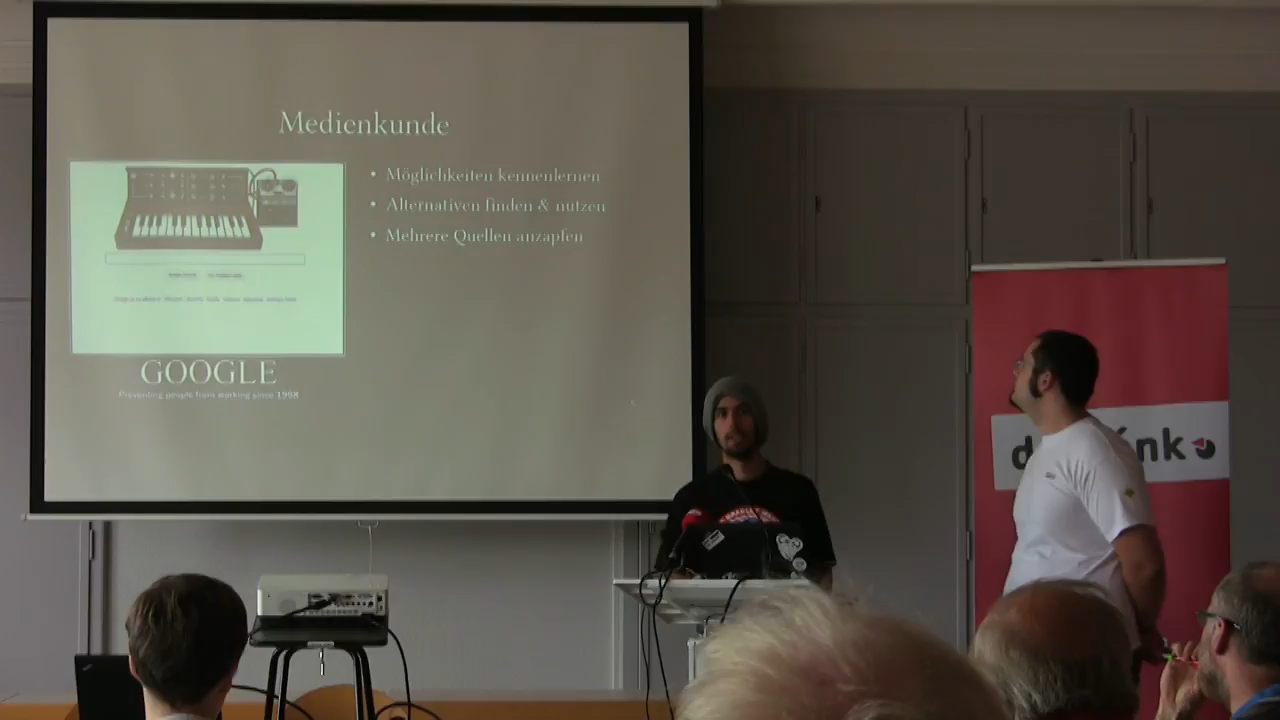 Medienkunde
• Möglichkeiten kennenlernen
• Alternativen finden & nutzen
• Mehrere Quellen anzapfen
GOOGLE
Preventing people from working since 1998